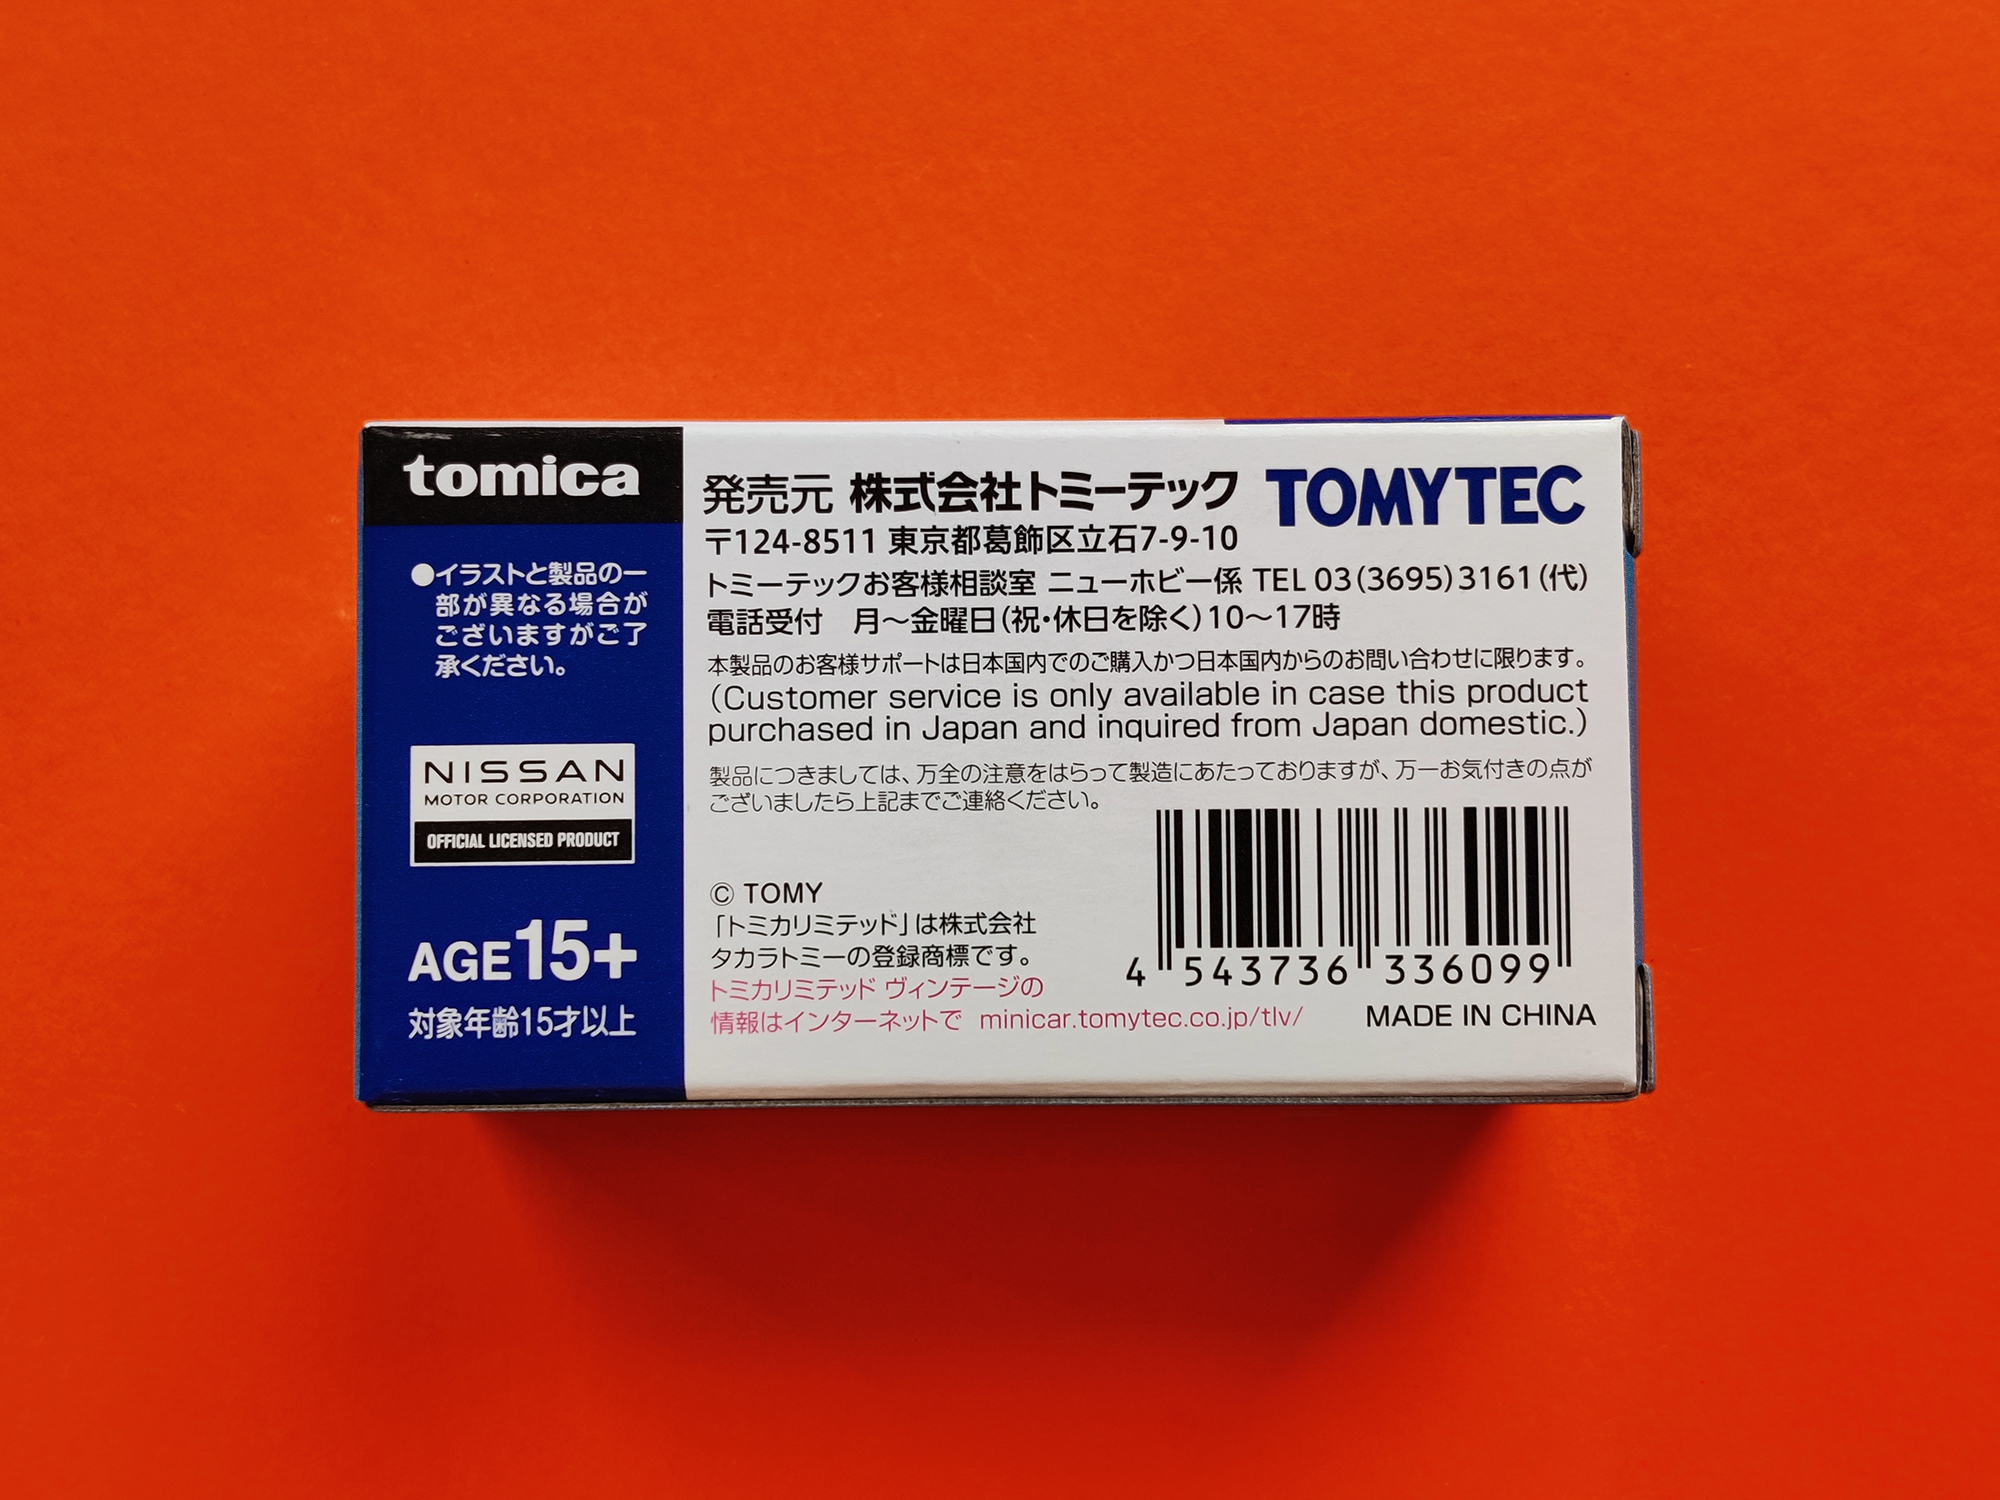 tomica
●イラストと製品の一
部が異なる場合が
ございますがご了
承ください。
NISSAN
MOTOR CORPORATION
OFFICIAL LICENSED PRODUCT
AGE15+
対象年齢15才以上
発売元 株式会社トミーテック TOMYTEC
〒124-8511 東京都葛飾区立石7-9-10
トミーテックお客様相談室 ニューホビー係 TEL 03(3695)3161(代)
電話受付 月〜金曜日(祝・休日を除く)10〜17時
本製品のお客様サポートは日本国内でのご購入かつ日本国内からのお問い合わせに限ります。
(Customer service is only available in case this product
purchased in Japan and inquired from Japan domestic.)
製品につきましては、万全の注意をはらって製造にあたっておりますが、万一お気付きの点が
ございましたら上記までご連絡ください。
© TOMY
「トミカリミテッド」は株式会社
タカラトミーの登録商標です。
トミカリミテッド ヴィンテージの
情報はインターネットで minicar.tomytec.co.jp/tlv/
4 543736 336099
MADE IN CHINA